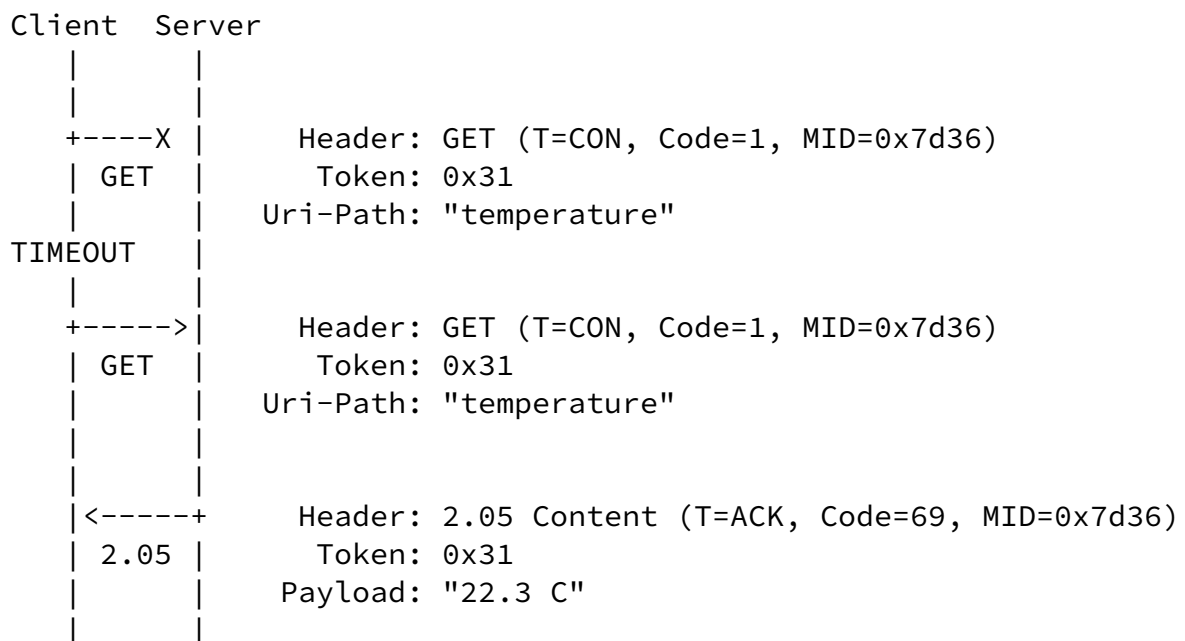 Client  Server
   |      |
   |      |
   +----X |     Header: GET (T=CON, Code=1, MID=0x7d36)
   | GET  |      Token: 0x31
   |      |   Uri-Path: "temperature"
TIMEOUT   |
   |      |
   +----->|     Header: GET (T=CON, Code=1, MID=0x7d36)
   | GET  |      Token: 0x31
   |      |   Uri-Path: "temperature"
   |      |
   |      |
   |<-----+     Header: 2.05 Content (T=ACK, Code=69, MID=0x7d36)
   | 2.05 |      Token: 0x31
   |      |    Payload: "22.3 C"
   |      |